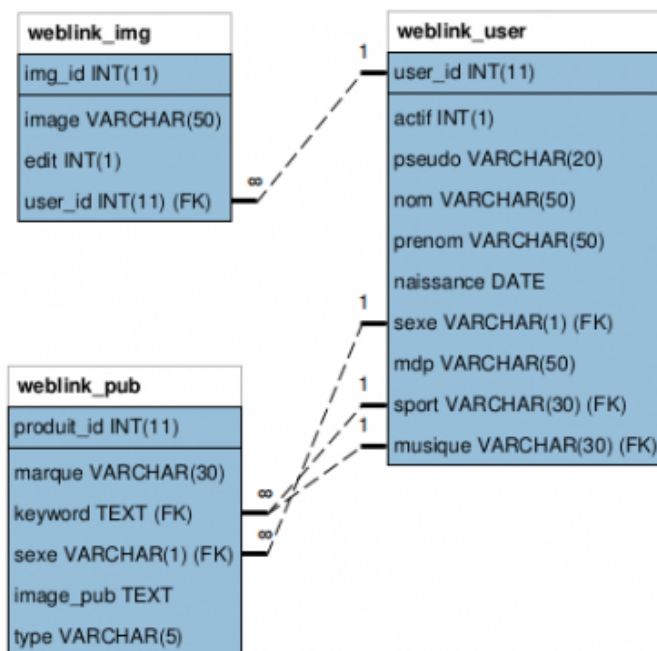 weblink_img
img_id INT(11)
image VARCHAR(50)
edit INT(1)
user_id INT(11) (FK)
∞
1
weblink_user
user_id INT(11)
actif INT(1)
pseudo VARCHAR(20)
nom VARCHAR(50)
prenom VARCHAR(50)
naissance DATE
1
sexe VARCHAR(1) (FK)
mdp VARCHAR(50)
1
sport VARCHAR(30) (FK)
1
musique VARCHAR(30) (FK)
weblink_pub
produit_id INT(11)
marque VARCHAR(30)
keyword TEXT (FK)
∞
sexe VARCHAR(1) (FK)
∞
image_pub TEXT
type VARCHAR(5)